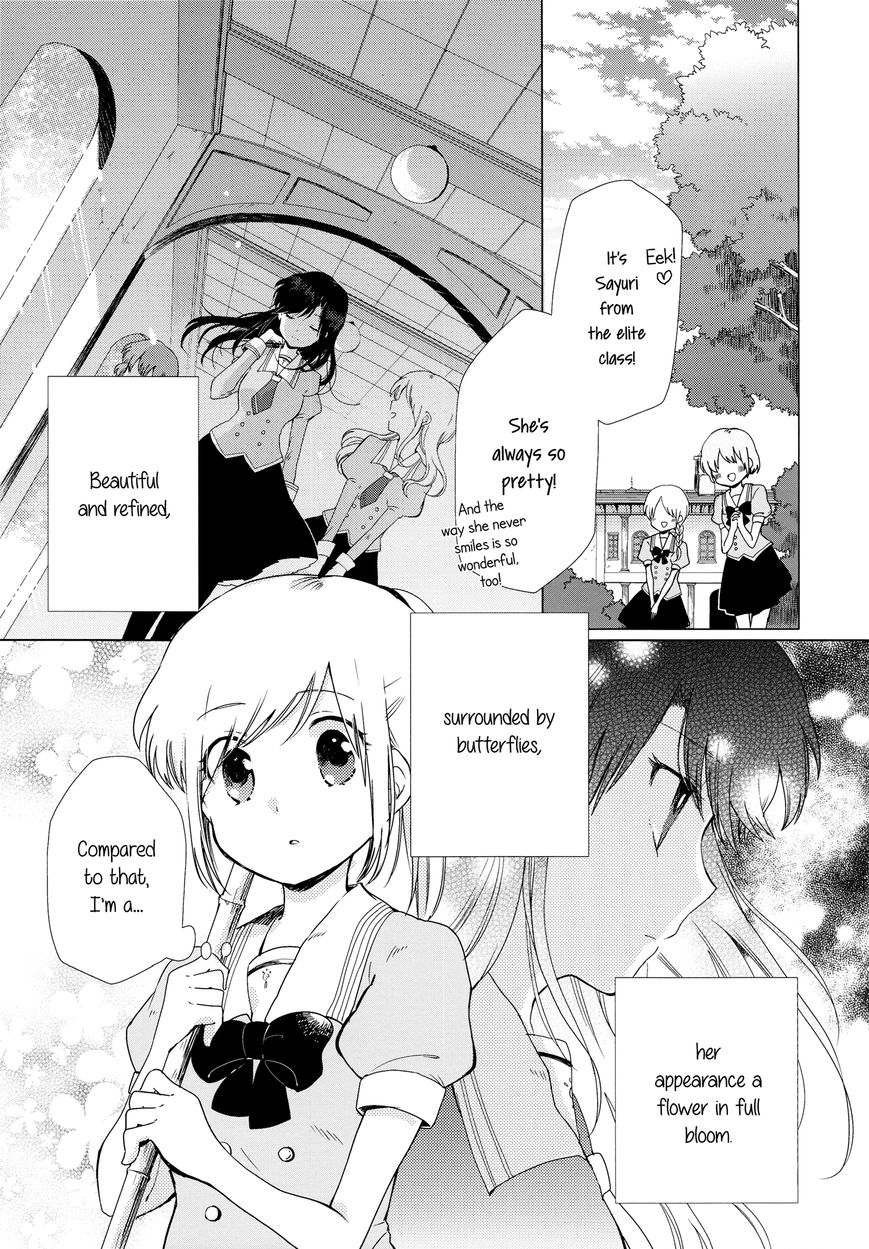 Eek! ♡
It's
Sayuri
from
the elite
class!
She's
always so
pretty!
And the
way she never
smiles is so
wonderful,
too!
Beautiful
and refined,
surrounded by
butterflies,
Compared
to that,
I'm a...
her
appearance a
flower in full
bloom.